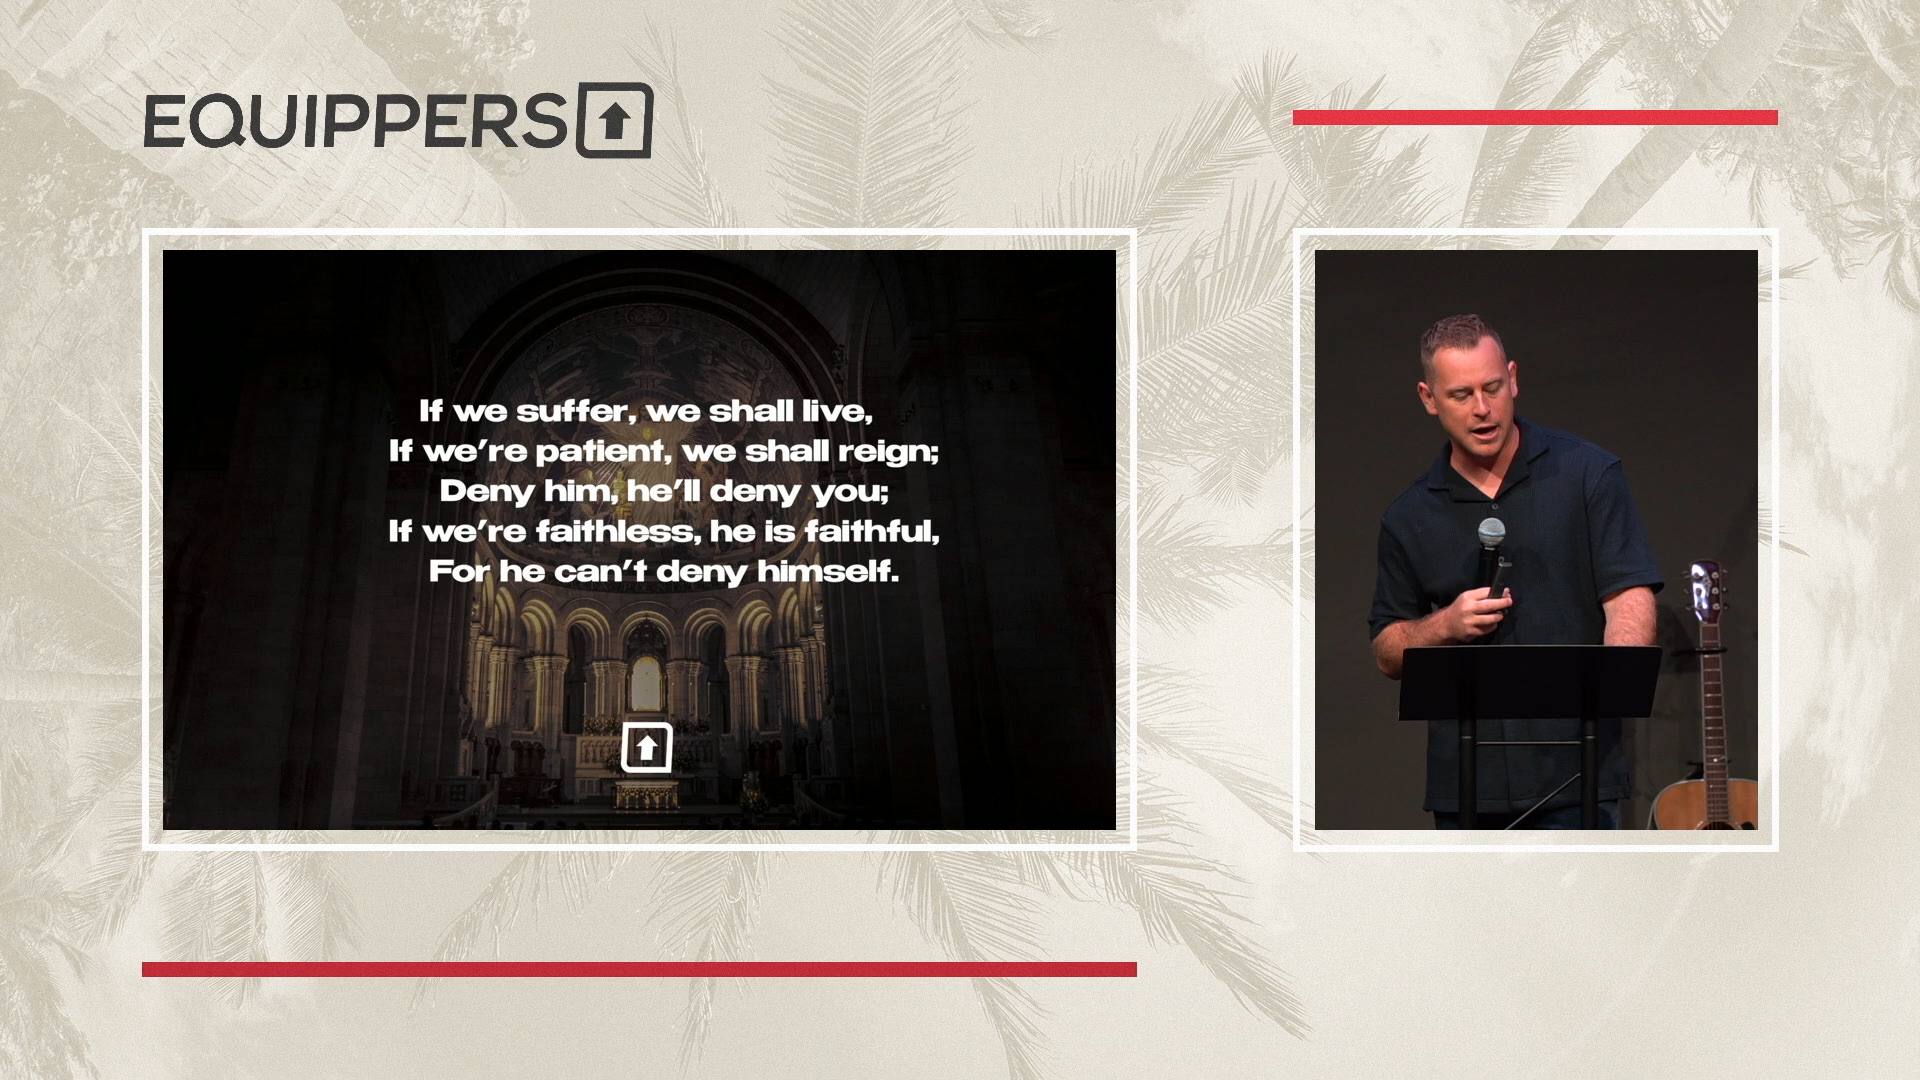 EQUIPPERS
If we suffer, we shall live,
If we're patient, we shall reign;
Deny him, he'll deny you;
If we're faithless, he is faithful,
For he can't deny himself.